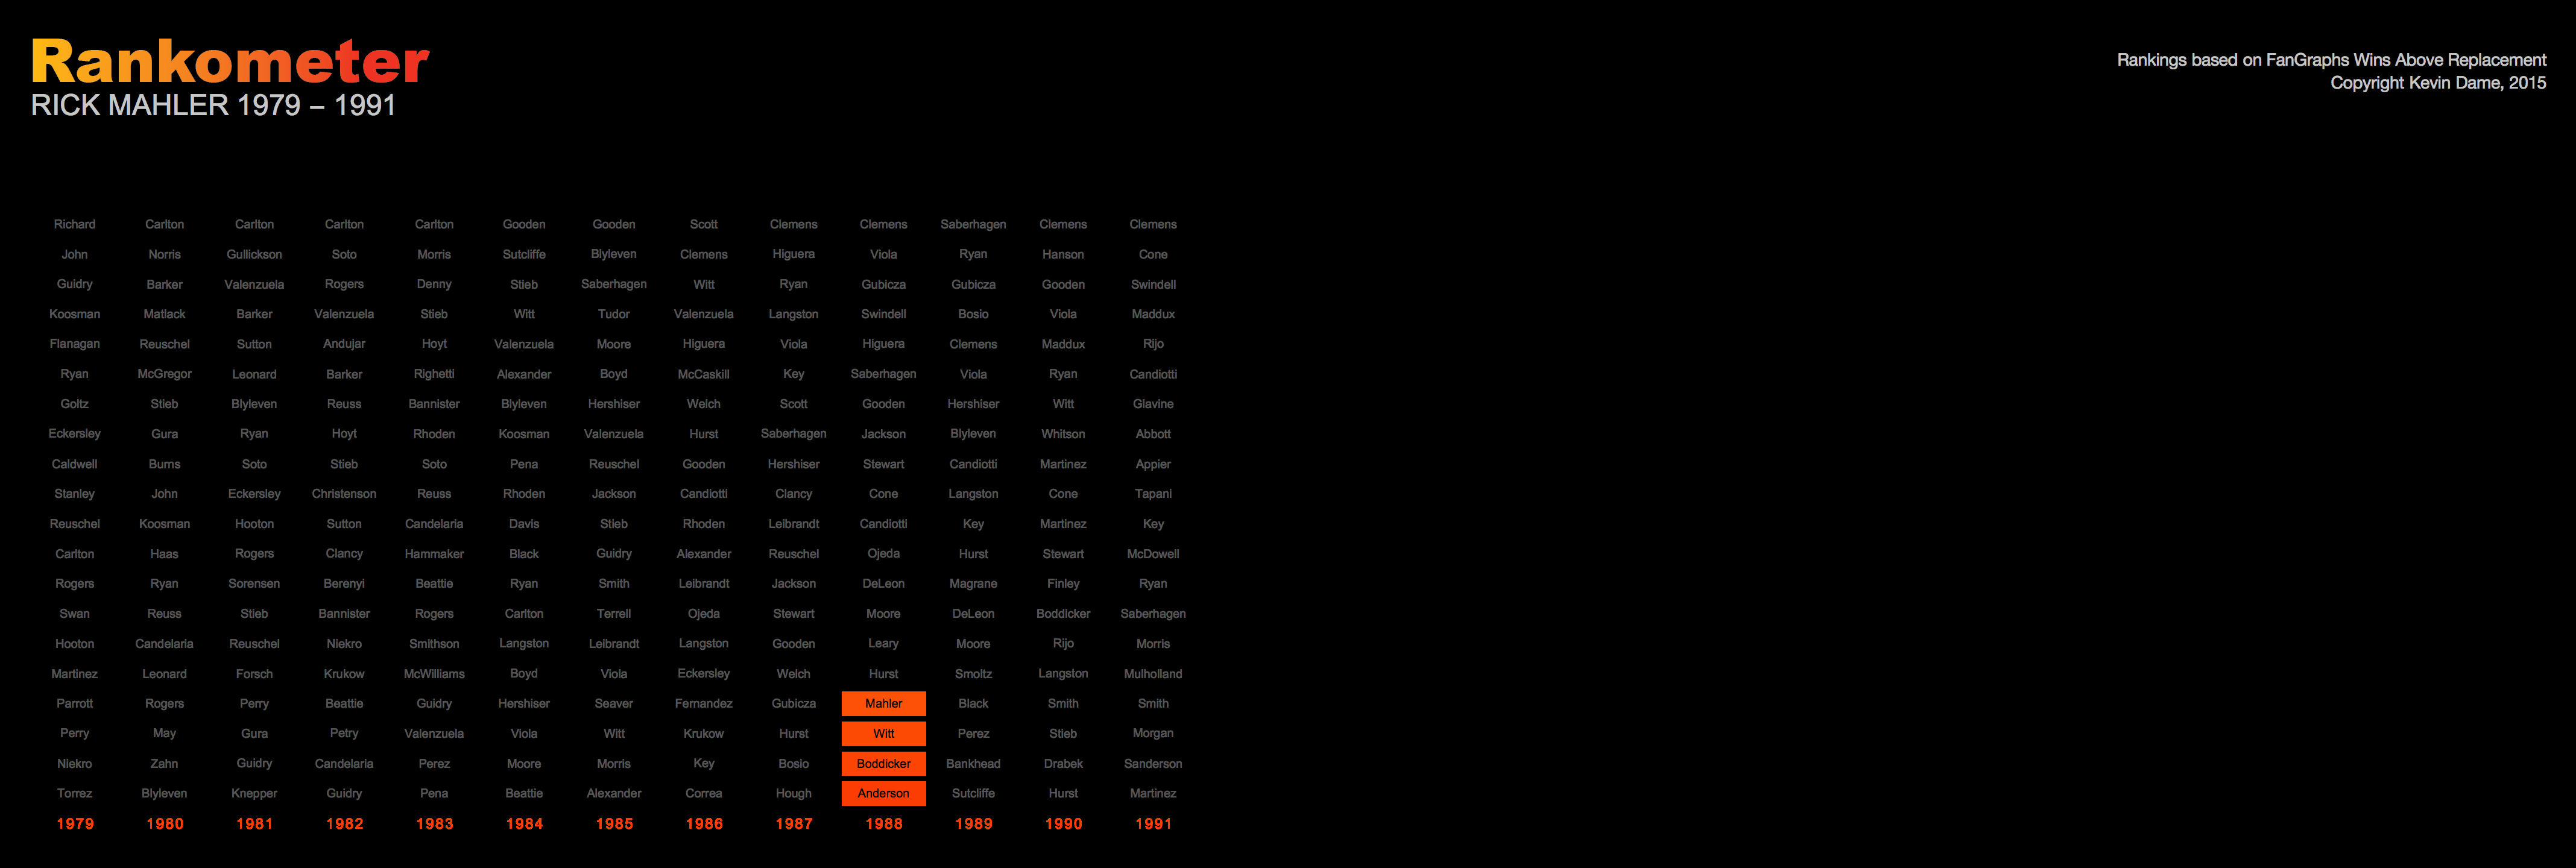 Rankometer
RICK MAHLER 1979 – 1991
Rankings based on FanGraphs Wins Above Replacement
Copyright Kevin Dame, 2015
Richard Carlton Carlton Carlton Carlton Gooden Gooden Scott Clemens Clemens Saberhagen Clemens Clemens
John Norris Gullickson Soto Morris Sutcliffe Blyleven Clemens Higuera Viola Ryan Hanson Cone
Guidry Barker Valenzuela Rogers Denny Stieb Saberhagen Witt Ryan Gubicza Gubicza Gooden Swindell
Koosman Matlack Barker Valenzuela Stieb Witt Tudor Valenzuela Langston Swindell Bosio Viola Maddux
Flanagan Reuschel Sutton Andujar Hoyt Valenzuela Moore Higuera Viola Higuera Clemens Maddux Rijo
Ryan McGregor Leonard Barker Righetti Alexander Boyd McCaskill Key Saberhagen Viola Ryan Candiotti
Goltz Stieb Blyleven Reuss Bannister Blyleven Hershiser Welch Scott Gooden Hershiser Witt Glavine
Eckersley Gura Ryan Hoyt Rhoden Koosman Valenzuela Hurst Saberhagen Jackson Blyleven Whitson Abbott
Caldwell Burns Soto Stieb Soto Pena Reuschel Gooden Hershiser Stewart Candiotti Martinez Appier
Stanley John Eckersley Christenson Reuss Rhoden Jackson Candiotti Clancy Cone Langston Cone Tapani
Reuschel Koosman Hooton Sutton Candelaria Davis Stieb Rhoden Leibrandt Candiotti Key Martinez Key
Carlton Haas Rogers Clancy Hammaker Black Guidry Alexander Reuschel Ojeda Hurst Stewart McDowell
Rogers Ryan Sorensen Berenyi Beattie Ryan Smith Leibrandt Jackson DeLeon Magrane Finley Ryan
Swan Reuss Stieb Bannister Rogers Carlton Terrell Ojeda Stewart Moore DeLeon Boddicker Saberhagen
Hooton Candelaria Reuschel Niekro Smithson Langston Leibrandt Langston Gooden Leary Moore Rijo Morris
Martinez Leonard Forsch Krukow McWilliams Boyd Viola Eckersley Welch Hurst Smoltz Langston Mulholland
Parrott Rogers Perry Beattie Guidry Hershiser Seaver Fernandez Gubicza Mahler Black Smith Smith
Perry May Gura Petry Valenzuela Viola Witt Krukow Hurst Witt Perez Stieb Morgan
Niekro Zahn Guidry Candelaria Perez Moore Morris Key Bosio Boddicker Bankhead Drabek Sanderson
Torrez Blyleven Knepper Guidry Pena Beattie Alexander Correa Hough Anderson Sutcliffe Hurst Martinez
1979 1980 1981 1982 1983 1984 1985 1986 1987 1988 1989 1990 1991